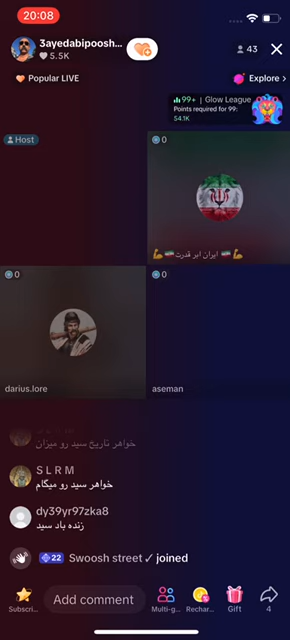 20:08
3ayedabipoosh...
5.5K
43
Popular LIVE
Explore >
99+ | Glow League
Points required for 99:
54.1K
Host
0
ایران ابر قدرت
0
darius.lore
0
aseman
خواهر تاریخ سید رو میزان
S L R M
خواهر سید رو میگام
dy39yr97zka8
زنده باد سید
22 Swoosh street ✓ joined
Add comment
Subscri...
Multi-g...
Rechar...
Gift
4